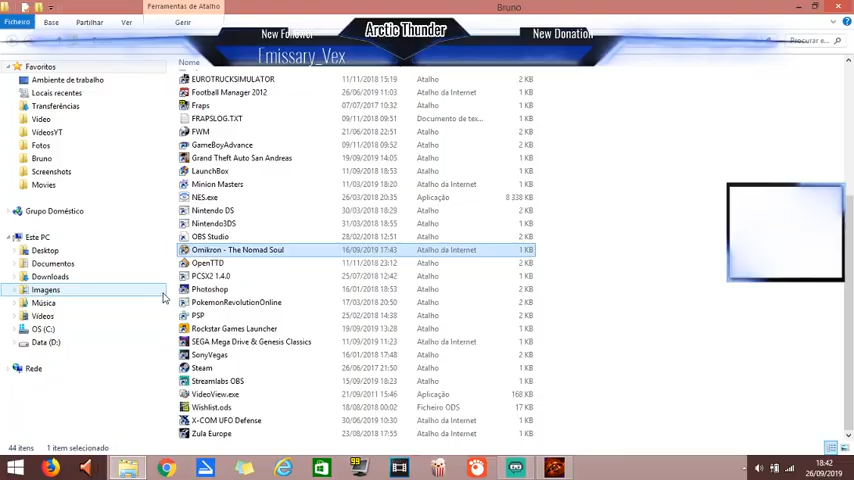 Ferramentas de Atalho
Bruno
Ficheiro Base Partilhar Ver Gerir
New Follower Arctic Thunder New Donation
Emissary_Vex
Procurar e...
Nome
Favoritos
Ambiente de trabalho
Locais recentes
Transferências
Video
VídeosYT
Fotos
Bruno
Screenshots
Movies
Grupo Doméstico
Este PC
Desktop
Documentos
Downloads
Imagens
Música
Vídeos
OS (C:)
Data (D:)
Rede
EUROTRUCKSIMULATOR 11/11/2018 15:19 Atalho 2 KB
Football Manager 2012 26/06/2019 11:03 Atalho da Internet 2 KB
Fraps 07/07/2017 10:32 Atalho 1 KB
FRAPSLOG.TXT 09/11/2018 09:51 Documento de tex... 2 KB
FWM 21/06/2018 22:51 Atalho 2 KB
GameBoyAdvance 09/11/2018 09:52 Atalho 2 KB
Grand Theft Auto San Andreas 19/09/2019 14:05 Atalho 1 KB
LaunchBox 09/11/2018 18:53 Atalho 1 KB
Minion Masters 11/03/2019 18:20 Atalho da Internet 1 KB
NES.exe 26/03/2018 20:35 Aplicação 8 338 KB
Nintendo DS 30/03/2018 18:29 Atalho 1 KB
Nintendo3DS 30/03/2018 18:29 Atalho 1 KB
OBS Studio 28/02/2018 12:51 Atalho 2 KB
Omikron - The Nomad Soul 16/09/2019 17:43 Atalho da Internet 1 KB
OpenTTD 11/11/2018 23:12 Atalho 2 KB
PCSX2 1.4.0 25/07/2018 12:42 Atalho 1 KB
Photoshop 16/01/2018 18:53 Atalho 2 KB
PokemonRevolutionOnline 17/03/2018 20:50 Atalho 1 KB
PSP 25/02/2018 14:38 Atalho 2 KB
Rockstar Games Launcher 19/09/2019 13:28 Atalho 1 KB
SEGA Mega Drive & Genesis Classics 11/09/2019 11:23 Atalho da Internet 1 KB
SonyVegas 16/01/2018 17:48 Atalho 2 KB
Steam 26/06/2017 21:50 Atalho 1 KB
Streamlabs OBS 15/09/2019 18:23 Atalho 2 KB
VideoView.exe 21/09/2011 15:46 Aplicação 168 KB
Wishlist.ods 18/08/2018 00:02 Ficheiro ODS 17 KB
X-COM UFO Defense 30/06/2019 10:30 Atalho da Internet 1 KB
Zula Europe 23/08/2018 17:55 Atalho da Internet 1 KB
44 itens 1 item selecionado
99
18:42
26/09/2019